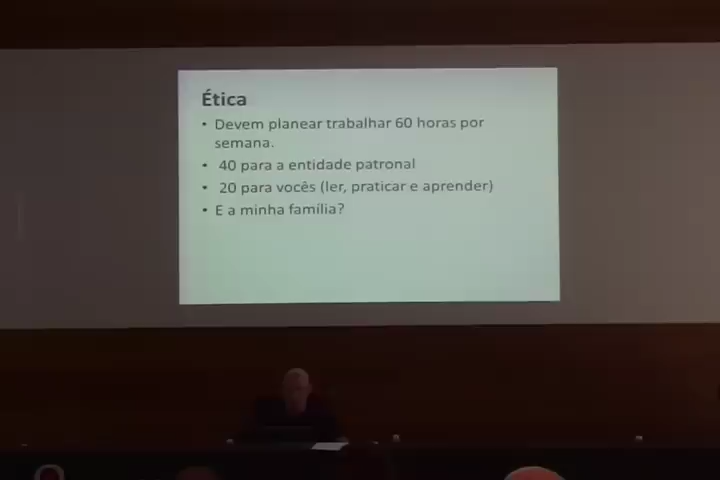 Ética
• Devem planear trabalhar 60 horas por
semana.
• 40 para a entidade patronal
• 20 para vocês (ler, praticar e aprender)
• E a minha família?